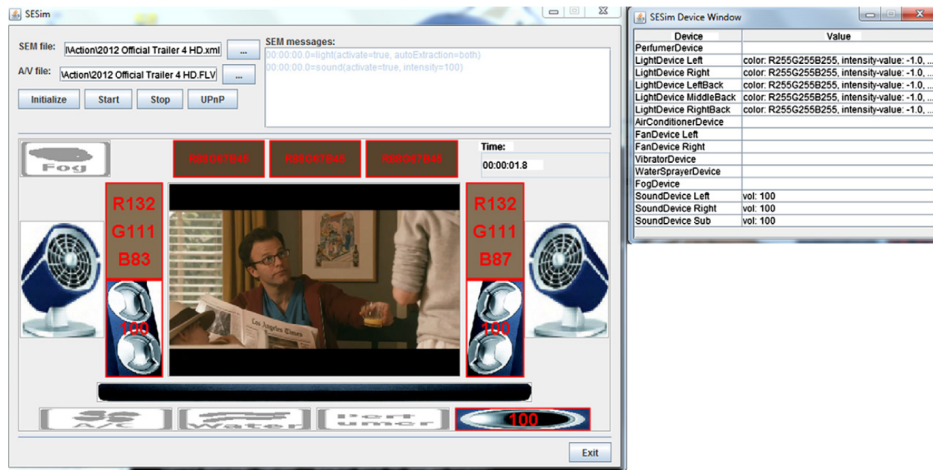 SESim
SEM file:
\Action\2012 Official Trailer 4 HD.xml
...
A/V file:
\Action\2012 Official Trailer 4 HD.FLV
...
Initialize
Start
Stop
UPnP
SEM messages:
00:00:00.0=light(activate=true, autoExtraction=both)
00:00:00.0=sound(activate=true, intensity=100)
Fog
Time:
00:00:01.8
R132
G111
B83
R132
G111
B87
100
100
Los Angeles Times
A/C
Water
Perf
umer
100
Exit
SESim Device Window
Device Value
PerfumerDevice
LightDevice Left color: R255G255B255, intensity-value: -1.0, ...
LightDevice Right color: R255G255B255, intensity-value: -1.0, ...
LightDevice LeftBack color: R255G255B255, intensity-value: -1.0, ...
LightDevice MiddleBack color: R255G255B255, intensity-value: -1.0, ...
LightDevice RightBack color: R255G255B255, intensity-value: -1.0, ...
AirConditionerDevice
FanDevice Left
FanDevice Right
VibratorDevice
WaterSprayerDevice
FogDevice
SoundDevice Left vol: 100
SoundDevice Right vol: 100
SoundDevice Sub vol: 100